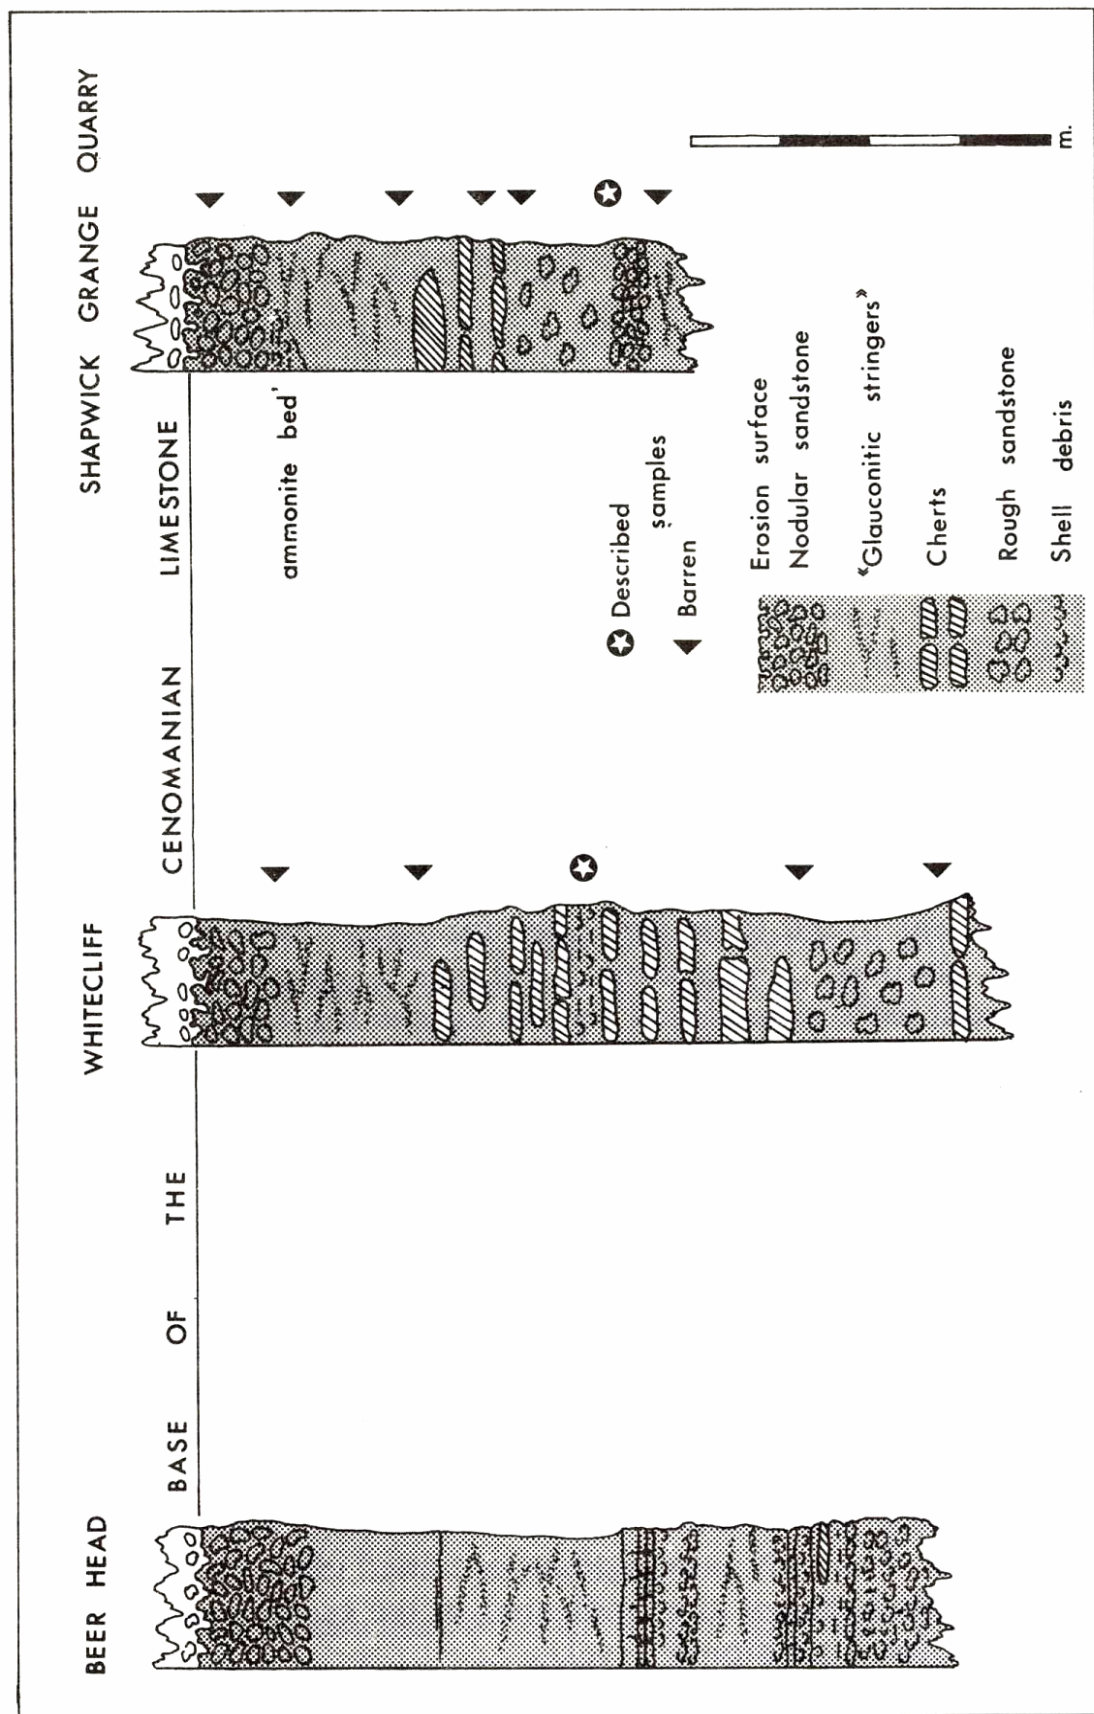 BEER HEAD
WHITECLIFF
SHAPWICK GRANGE QUARRY
BASE OF THE CENOMANIAN LIMESTONE
ammonite bed'
Described
samples
Barren
Erosion surface
Nodular sandstone
“Glauconitic stringers”
Cherts
Rough sandstone
Shell debris
m.